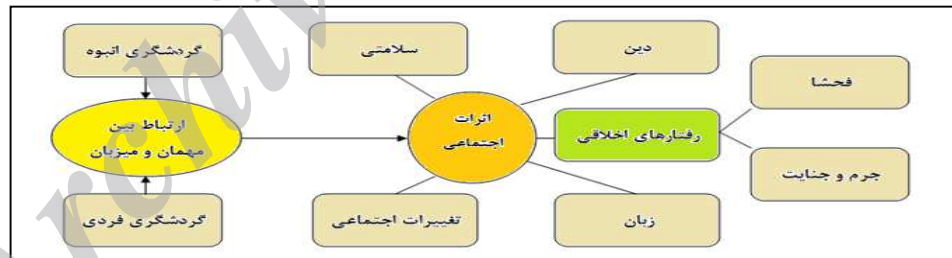 گردشگری انبوه
ارتباط بین
مهمان و میزبان
گردشگری فردی
سلامتی
اثرات
اجتماعی
تغییرات اجتماعی
دین
رفتارهای اخلاقی
زبان
فحشا
جرم و جنایت
Archiv